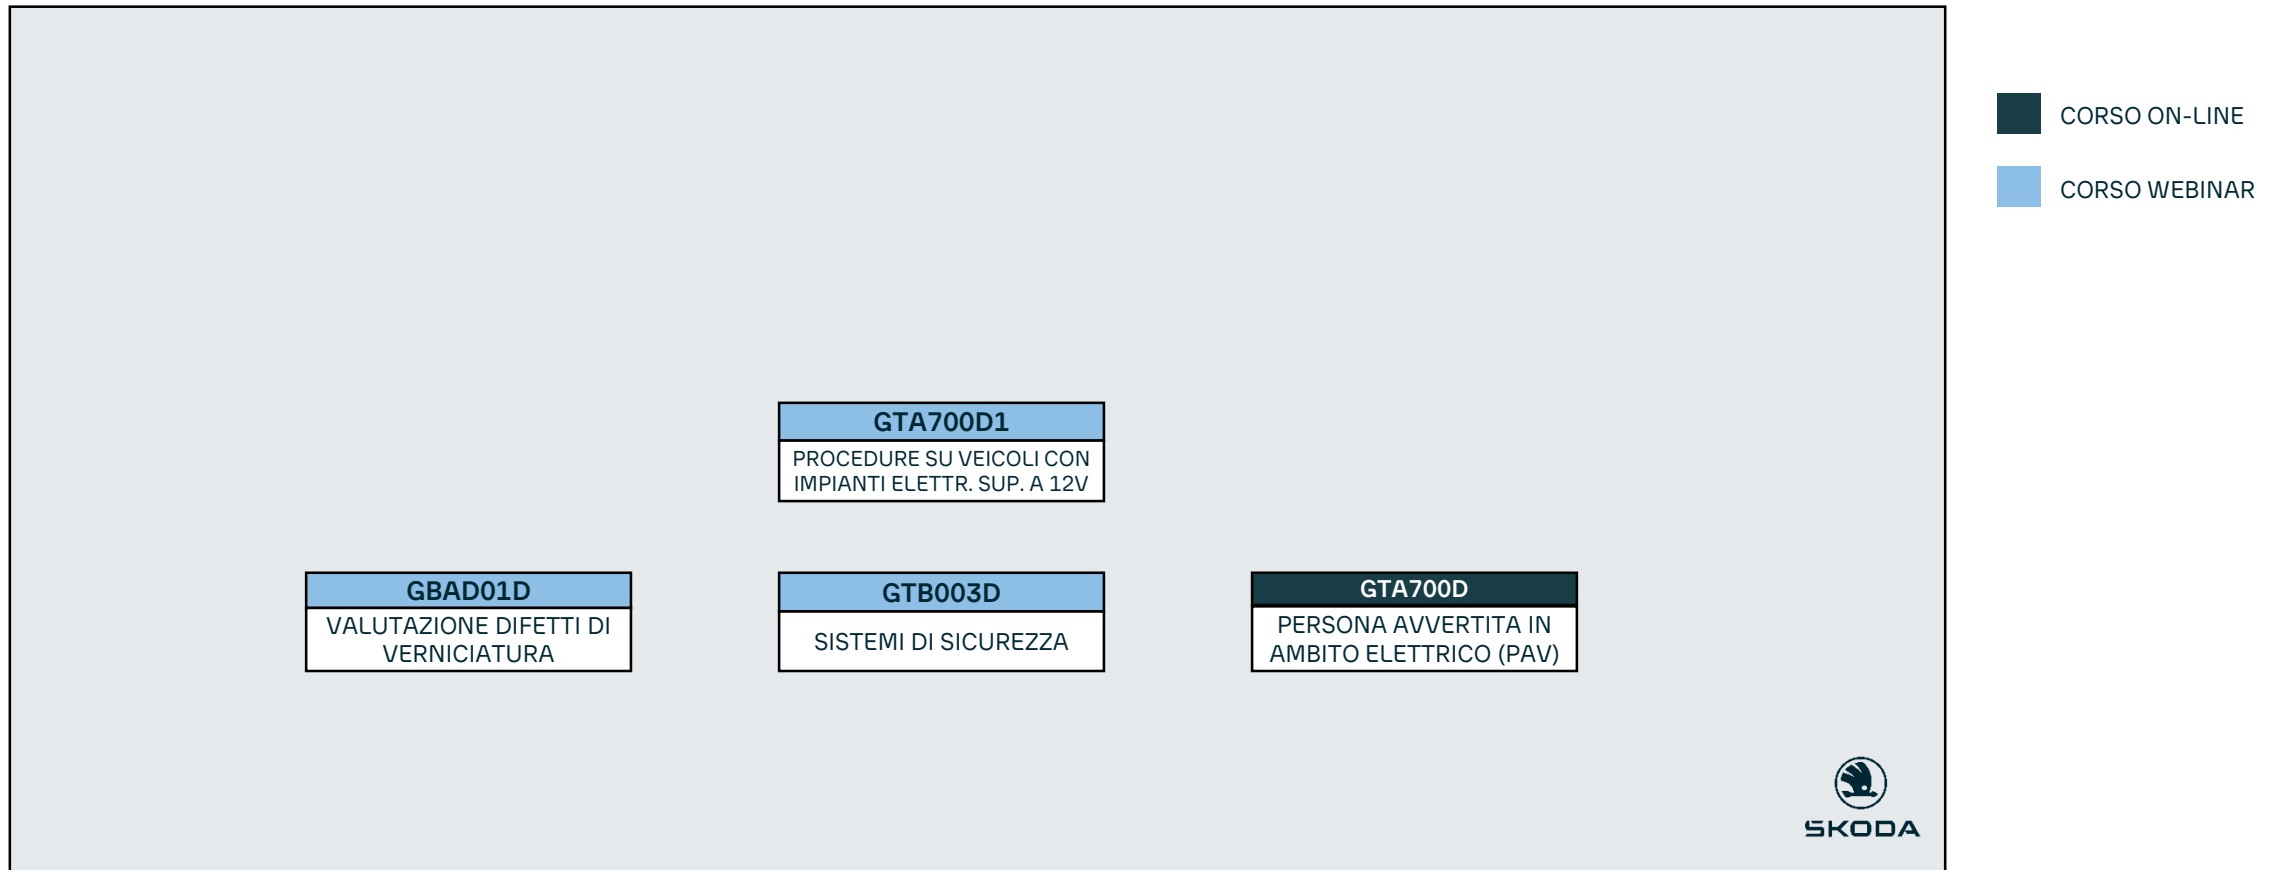 CORSO ON-LINE
CORSO WEBINAR
GTA700D1
PROCEDURE SU VEICOLI CON
IMPIANTI ELETTR. SUP. A 12V
GBAD01D
VALUTAZIONE DIFETTI DI
VERNICIATURA
GTB003D
SISTEMI DI SICUREZZA
GTA700D
PERSONA AVVERTITA IN
AMBITO ELETTRICO (PAV)
SKODA